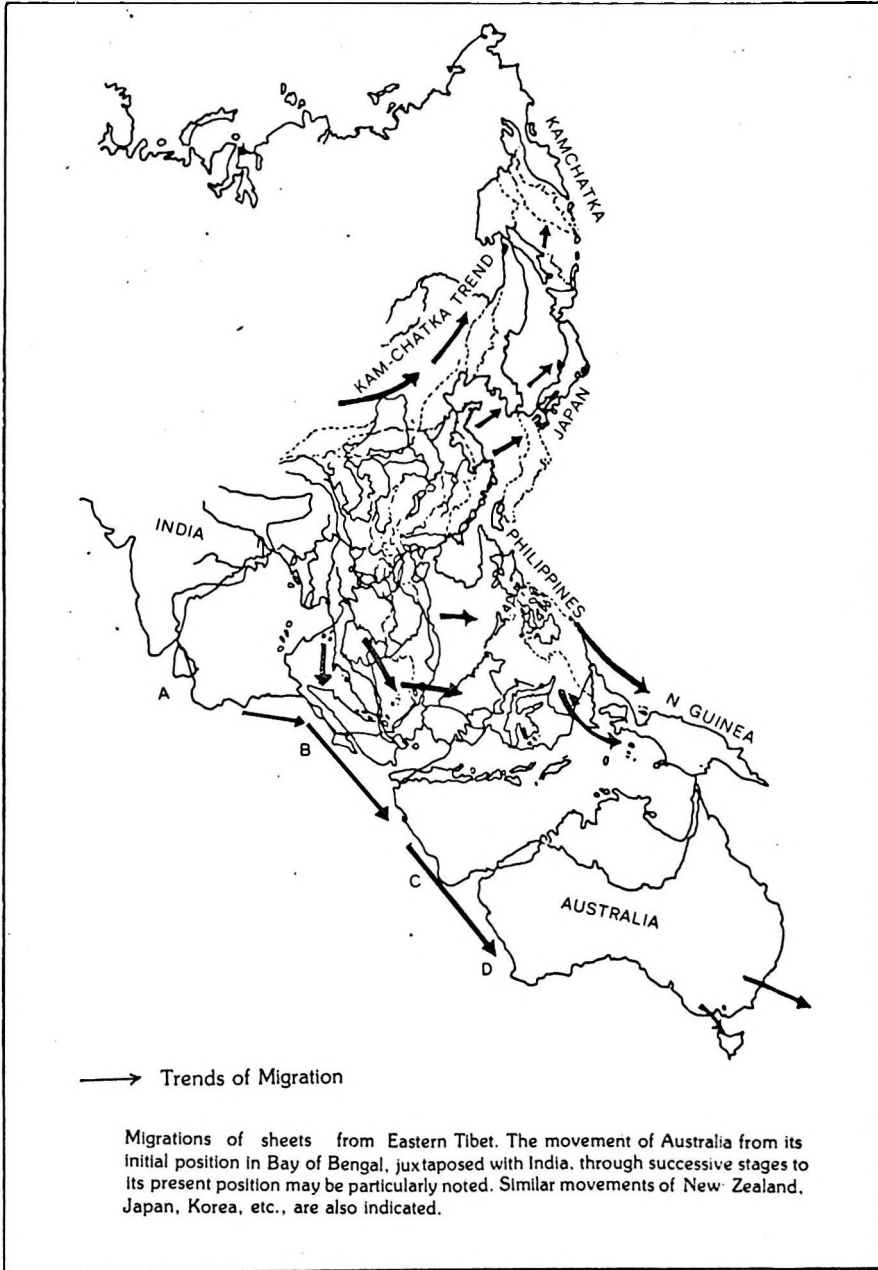 KAMCHATKA
KAM-CHATKA TREND
JAPAN
INDIA
PHILIPPINES
A
N GUINEA
B
C
AUSTRALIA
D
Trends of Migration
Migrations of sheets from Eastern Tibet. The movement of Australia from its
initial position in Bay of Bengal, juxtaposed with India, through successive stages to
its present position may be particularly noted. Similar movements of New Zealand,
Japan, Korea, etc., are also indicated.